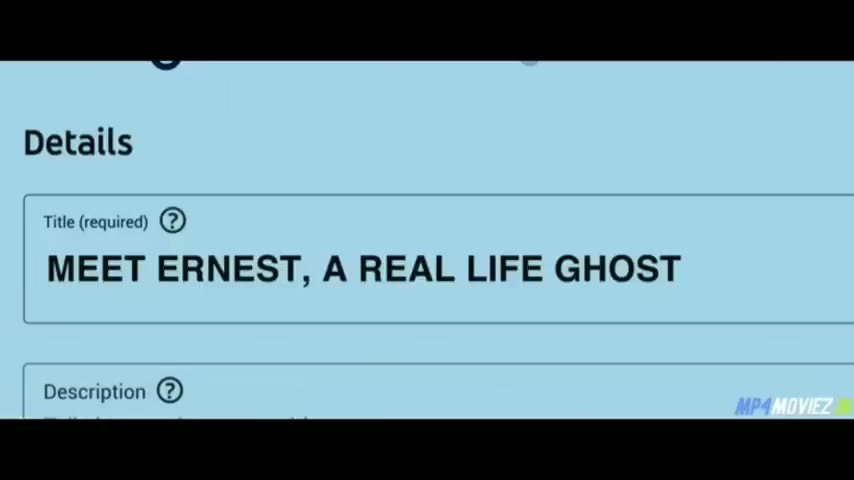 Details
Title (required) ?
MEET ERNEST, A REAL LIFE GHOST
Description ?
MP4MOVIEZ